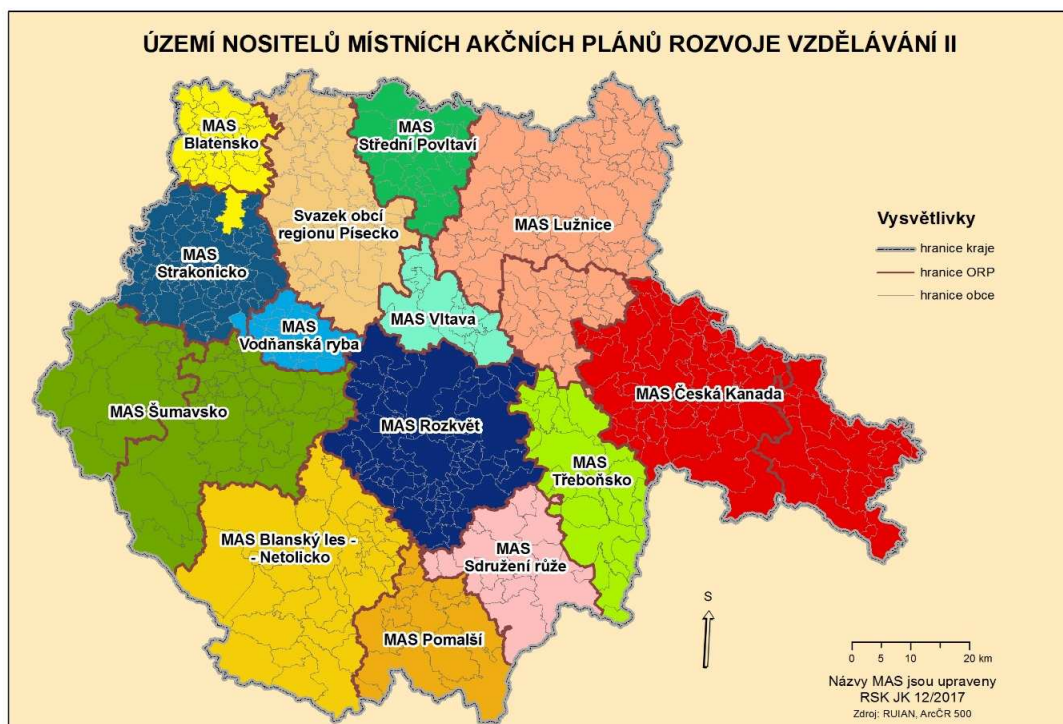 ÚZEMÍ NOSITELŮ MÍSTNÍCH AKČNÍCH PLÁNŮ ROZVOJE VZDĚLÁVÁNÍ II
MAS
Blatensko
MAS
Střední Povltaví
Svazek obcí
regionu Písecko
MAS Lužnice
MAS
Strakonicko
MAS Vltava
MAS
Vodňanská ryba
MAS Šumavsko
MAS Rozkvět
MAS Česká Kanada
MAS
Třeboňsko
MAS Blanský les -
- Netolicko
MAS
Sdružení růže
MAS Pomalší
Vysvětlivky
hranice kraje
hranice ORP
hranice obce
S
0 5 10 20 km
Názvy MAS jsou upraveny
RSK JK 12/2017
Zdroj: RUIAN, ArcČR 500